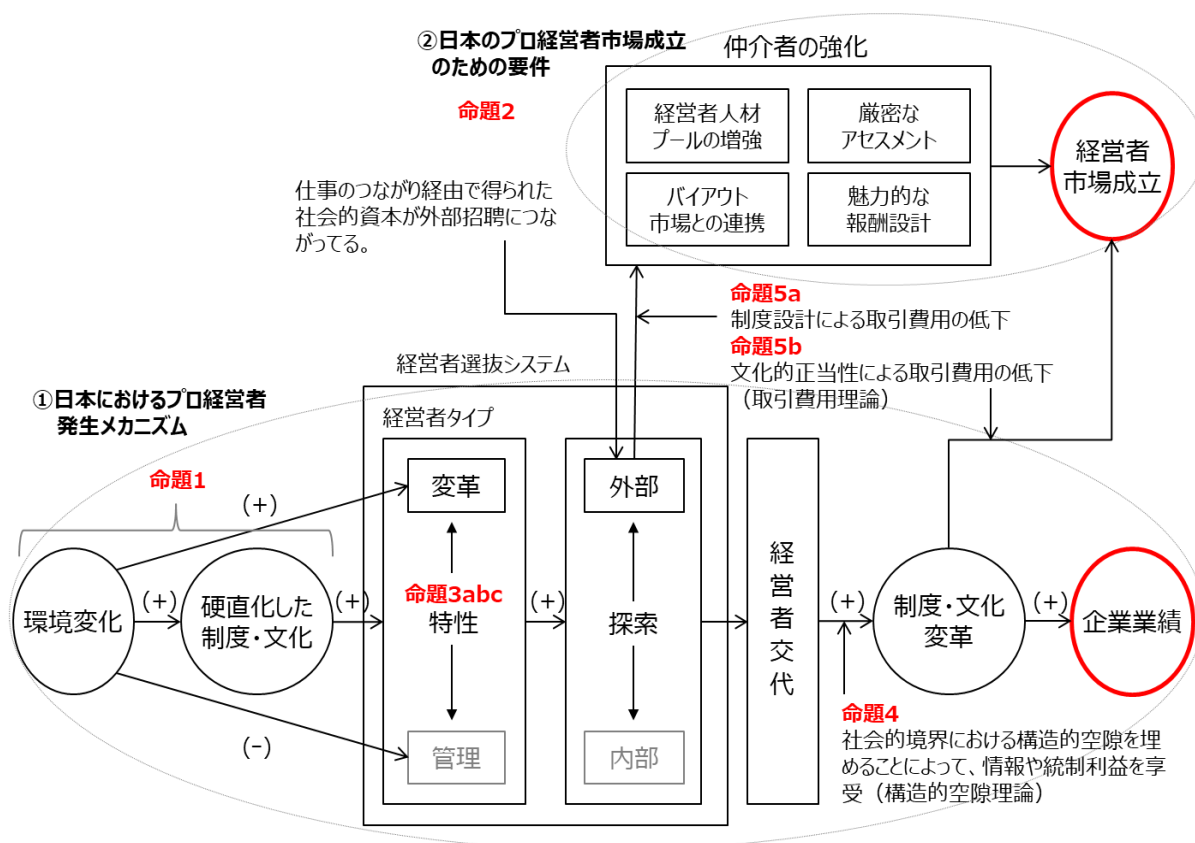 ②日本のプロ経営者市場成立
のための要件
命題2
仲介者の強化
経営者人材
プールの増強
厳密な
アセスメント
バイアウト
市場との連携
魅力的な
報酬設計
経営者
市場成立
仕事のつながり経由で得られた
社会的資本が外部招聘につな
がってる。
命題5a
制度設計による取引費用の低下
命題5b
文化的正当性による取引費用の低下
（取引費用理論）
経営者選抜システム
①日本におけるプロ経営者
発生メカニズム
経営者タイプ
命題1
(+)
変革
外部
環境変化
(+)
硬直化した
制度・文化
(+)
命題3abc
特性
(+)
探索
経営者交代
(+)
制度・文化
変革
(+)
企業業績
(-)
管理
内部
命題4
社会的境界における構造的空隙を埋
めることによって、情報や統制利益を享
受（構造的空隙理論）